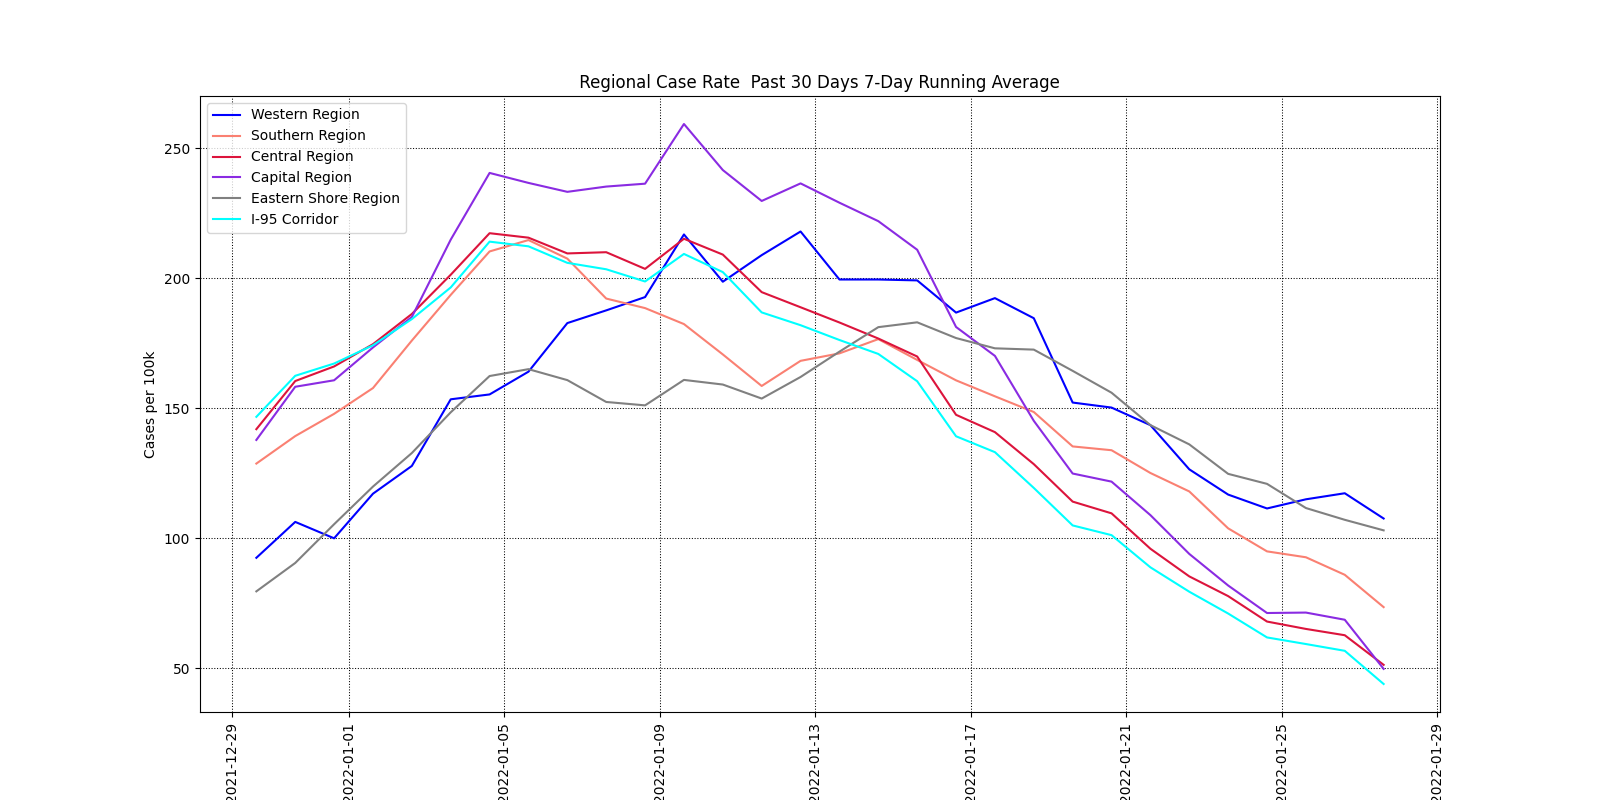 Regional Case Rate  Past 30 Days 7-Day Running Average
Western Region
Southern Region
Central Region
Capital Region
Eastern Shore Region
I-95 Corridor
Cases per 100k
250
200
150
100
50
2021-12-29
2022-01-01
2022-01-05
2022-01-09
2022-01-13
2022-01-17
2022-01-21
2022-01-25
2022-01-29